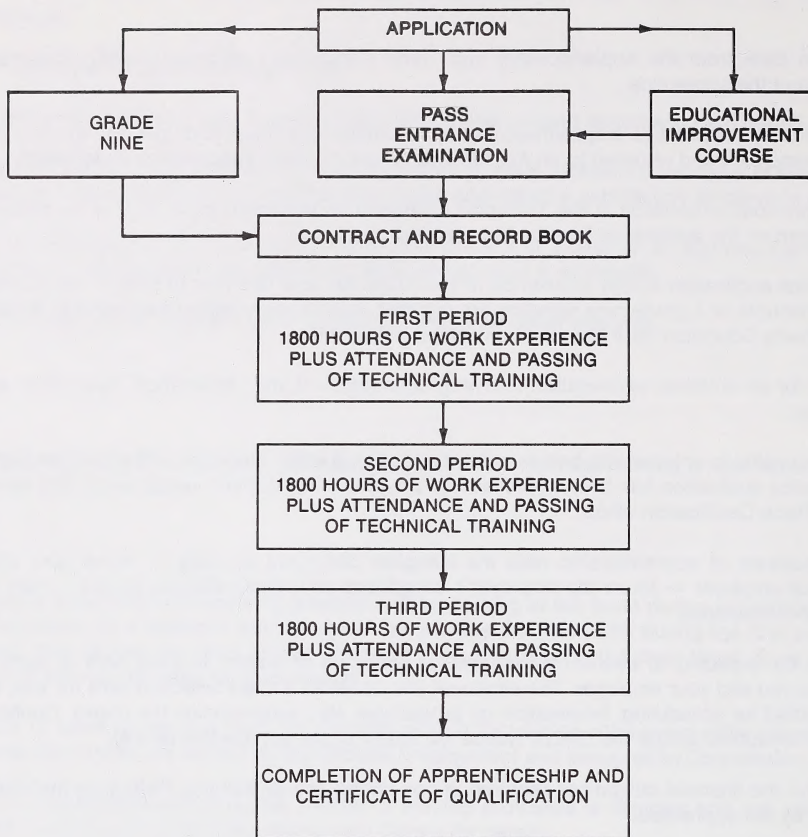 APPLICATION
GRADE
NINE
PASS
ENTRANCE
EXAMINATION
EDUCATIONAL
IMPROVEMENT
COURSE
CONTRACT AND RECORD BOOK
FIRST PERIOD
1800 HOURS OF WORK EXPERIENCE
PLUS ATTENDANCE AND PASSING
OF TECHNICAL TRAINING
SECOND PERIOD
1800 HOURS OF WORK EXPERIENCE
PLUS ATTENDANCE AND PASSING
OF TECHNICAL TRAINING
THIRD PERIOD
1800 HOURS OF WORK EXPERIENCE
PLUS ATTENDANCE AND PASSING
OF TECHNICAL TRAINING
COMPLETION OF APPRENTICESHIP AND
CERTIFICATE OF QUALIFICATION